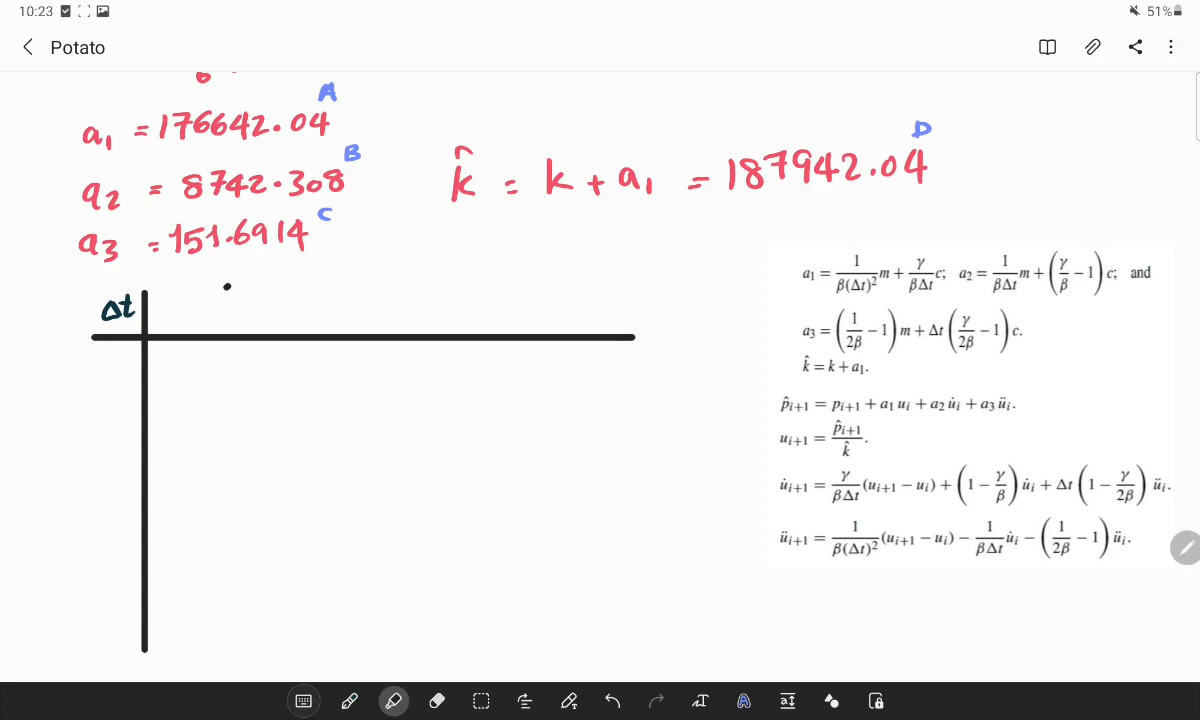 10:23
51%
Potato
A
a₁ = 176642.04
B
a2 = 8742.308
C
a3 = 151.6914
D
k̂ = k + a₁ = 187942.04
Δt
a₁ = 1/(β(Δt)²) m + γ/(βΔt) c; a₂ = 1/(βΔt) m + (γ/β − 1) c; and
a₃ = (1/(2β) − 1) m + Δt (γ/(2β) − 1) c.
k̂ = k + a₁.
p̂ᵢ₊₁ = pᵢ₊₁ + a₁ uᵢ + a₂ u̇ᵢ + a₃ üᵢ.
uᵢ₊₁ = p̂ᵢ₊₁/k̂.
u̇ᵢ₊₁ = γ/(βΔt) (uᵢ₊₁ − uᵢ) + (1 − γ/β) u̇ᵢ + Δt (1 − γ/(2β)) üᵢ.
üᵢ₊₁ = 1/(β(Δt)²) (uᵢ₊₁ − uᵢ) − 1/(βΔt) u̇ᵢ − (1/(2β) − 1) üᵢ.